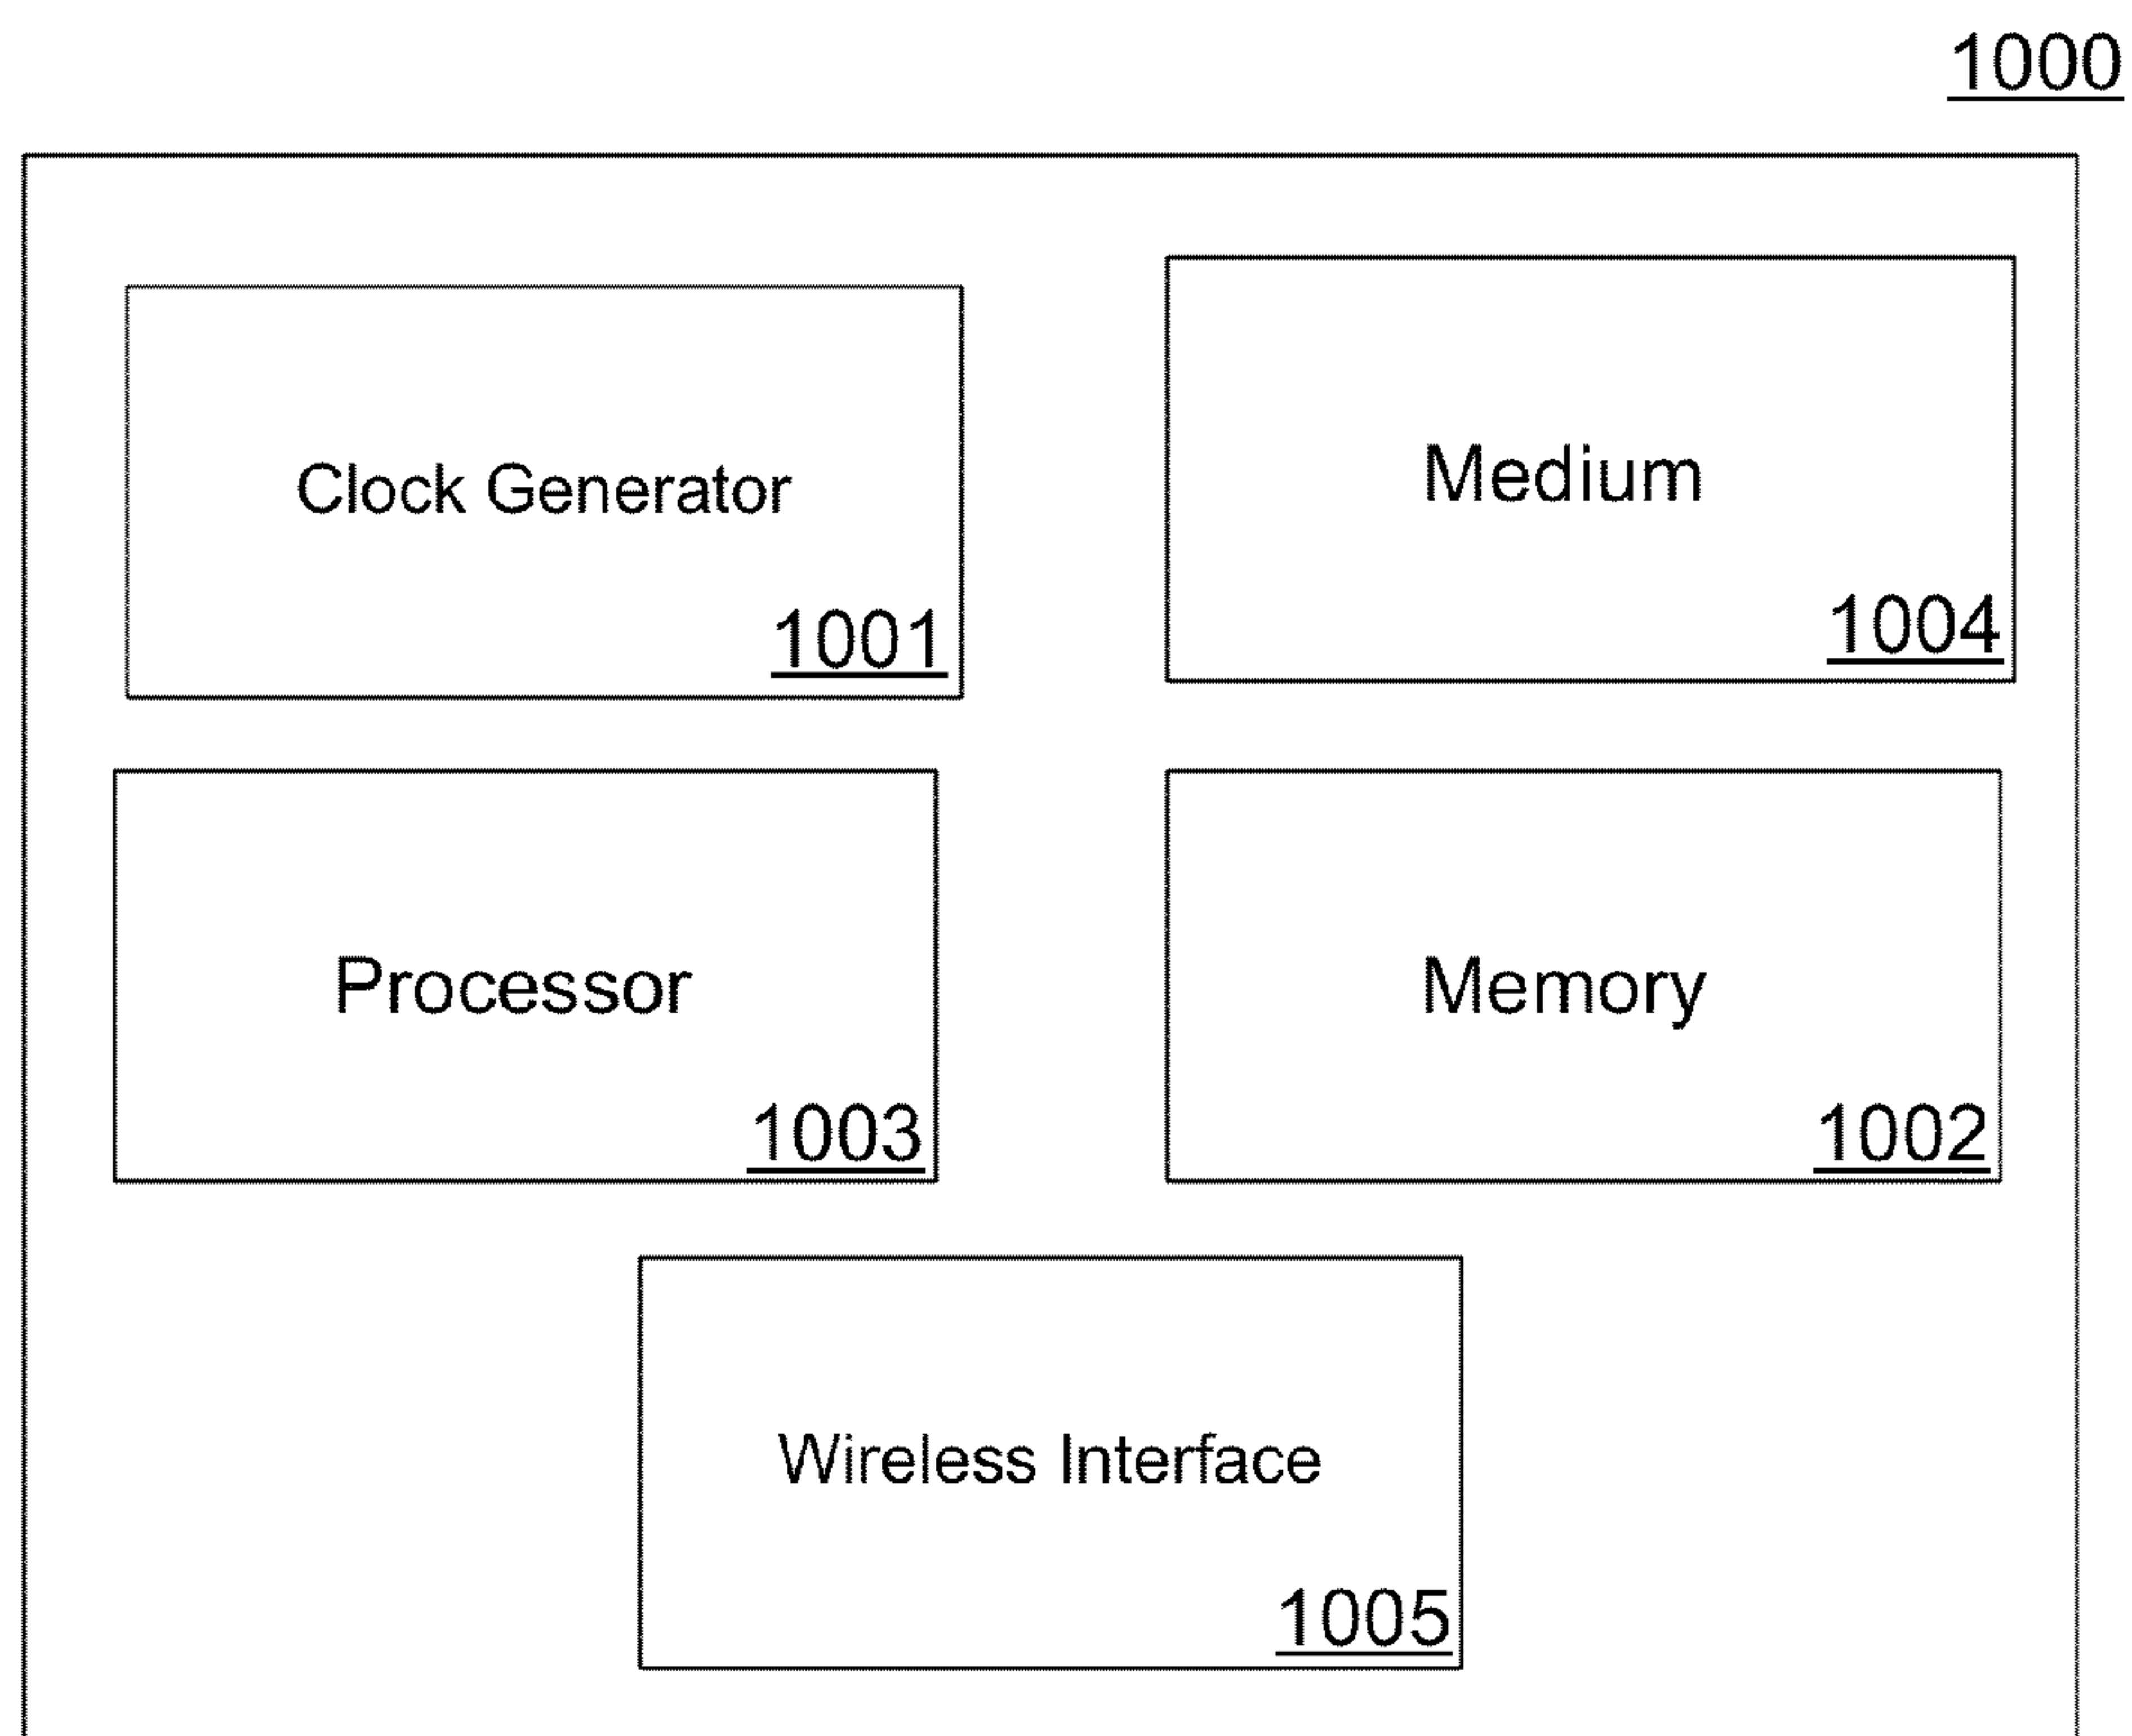 1000
Clock Generator
1001
Medium
1004
Processor
1003
Memory
1002
Wireless Interface
1005